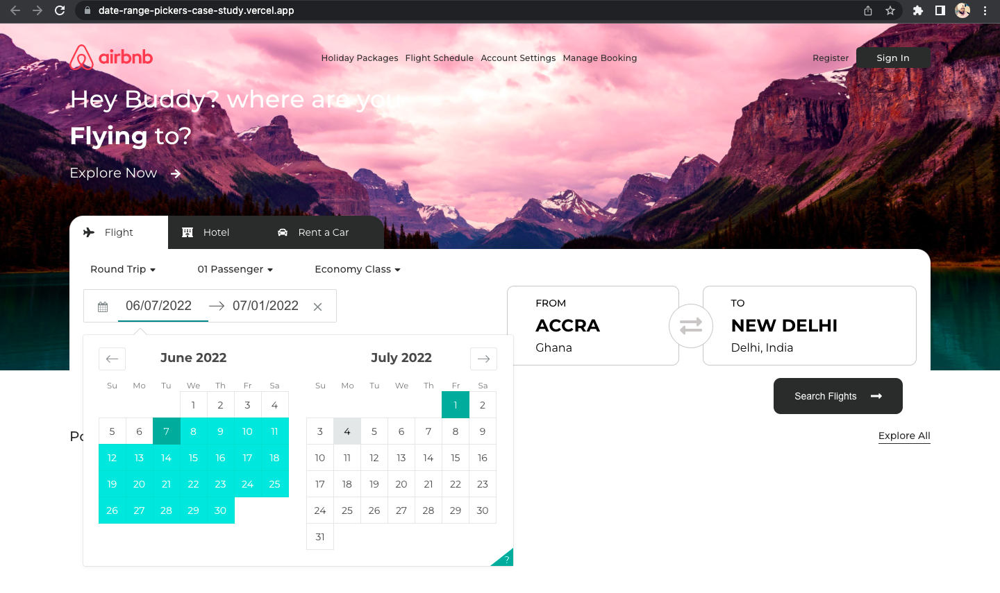 date-range-pickers-case-study.vercel.app
airbnb
Holiday Packages Flight Schedule Account Settings Manage Booking
Register Sign In
Hey Buddy? where are you
Flying to?
Explore Now
Flight Hotel Rent a Car
Round Trip 01 Passenger Economy Class
06/07/2022 07/01/2022
FROM
ACCRA
Ghana
TO
NEW DELHI
Delhi, India
Search Flights
Explore All
June 2022
Su Mo Tu We Th Fr Sa
1 2 3 4
5 6 7 8 9 10 11
12 13 14 15 16 17 18
19 20 21 22 23 24 25
26 27 28 29 30
July 2022
Su Mo Tu We Th Fr Sa
1 2
3 4 5 6 7 8 9
10 11 12 13 14 15 16
17 18 19 20 21 22 23
24 25 26 27 28 29 30
31
?